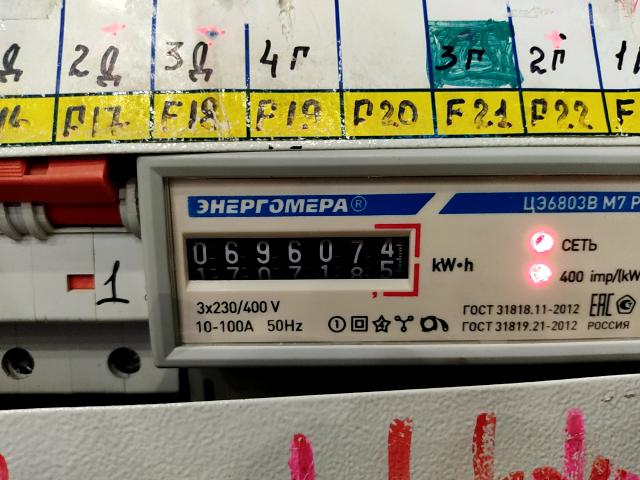 2Д 3Д 4Г 3Г 2Г
F17 F18 F19 F20 F21 F22
ЭНЕРГОМЕРА®
ЦЭ6803В М7 Р
0696074
kW•h
СЕТЬ
400 imp/(kW
3x230/400 V
10-100A 50Hz
ГОСТ 31818.11-2012
ГОСТ 31819.21-2012
EAC
РОССИЯ
1